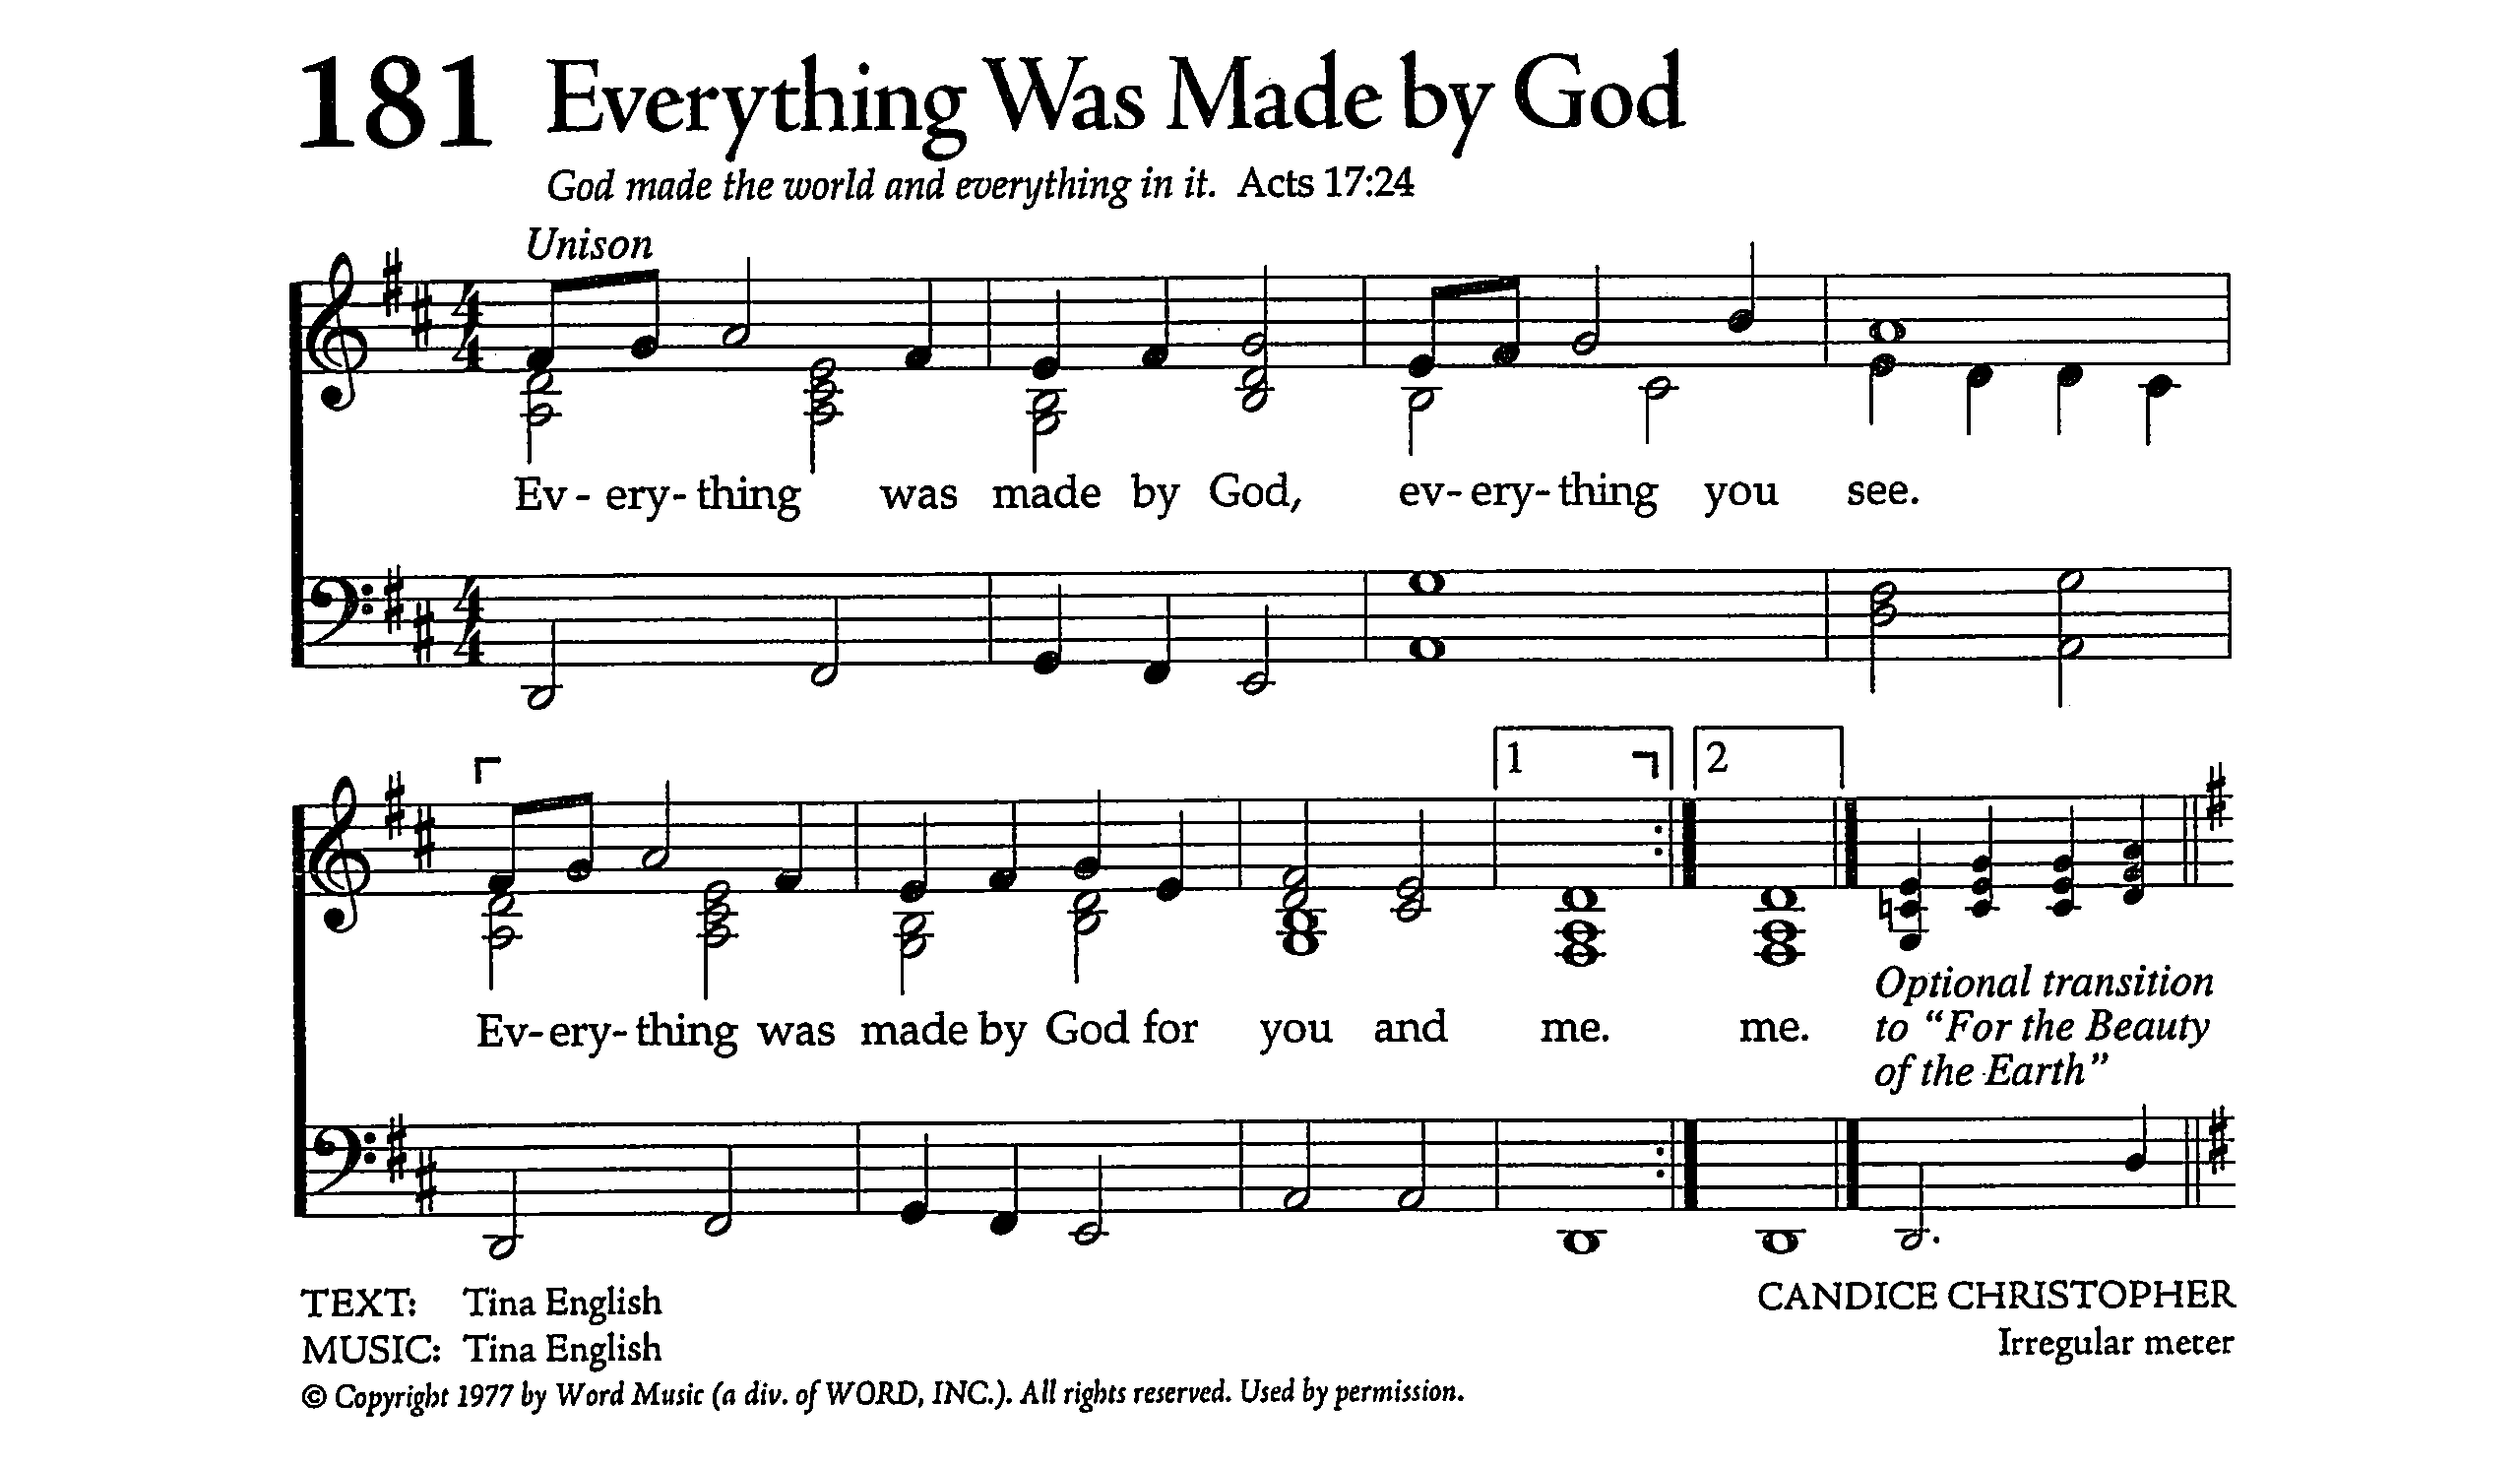 181 Everything Was Made by God
God made the world and everything in it. Acts 17:24
Unison
4
4
Ev - ery - thing was made by God, ev - ery - thing you see.
4
4
1 2
Ev - ery - thing was made by God for you and me. me.
Optional transition
to “For the Beauty
of the Earth”
TEXT: Tina English
MUSIC: Tina English
© Copyright 1977 by Word Music (a div. of WORD, INC.). All rights reserved. Used by permission.
CANDICE CHRISTOPHER
Irregular meter